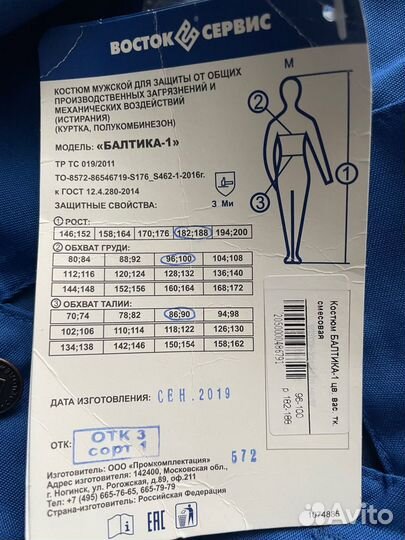 ВОСТОК СЕРВИС
КОСТЮМ МУЖСКОЙ ДЛЯ ЗАЩИТЫ ОТ ОБЩИХ
ПРОИЗВОДСТВЕННЫХ ЗАГРЯЗНЕНИЙ И
МЕХАНИЧЕСКИХ ВОЗДЕЙСТВИЙ
(ИСТИРАНИЯ)
(КУРТКА, ПОЛУКОМБИНЕЗОН)
МОДЕЛЬ: «БАЛТИКА-1»
ТР ТС 019/2011
ТО-8572-86546719-S176_S462-1-2016г.
к ГОСТ 12.4.280-2014
ЗАЩИТНЫЕ СВОЙСТВА:
З Ми
М
1
2
3
1 РОСТ:
146;152 158;164 170;176 182;188 194;200
2 ОБХВАТ ГРУДИ:
80;84 88;92 96;100 104;108
112;116 120;124 128;132 136;140
144;148 152;156 160;164 168;172
3 ОБХВАТ ТАЛИИ:
70;74 78;82 86;90 94;98
102;106 110;114 118;122 126;130
134;138 142;146 150;154 158;162
ДАТА ИЗГОТОВЛЕНИЯ: СЕН. 2019
ОТК:
ОТК 3
сорт 1
572
Изготовитель: ООО «Промкомплектация»
Адрес изготовителя: 142400, Московская обл.,
г. Ногинск, ул. Рогожская, д.89, оф.211
Тел.: +7 (495) 665-76-65, 665-79-79
Страна-изготовитель: Российская Федерация
ЕАС
1074836
Костюм БАЛТИКА-1 цв. вас. тк.
смесовая
2050000486791
96-100
р 182-188
Avito